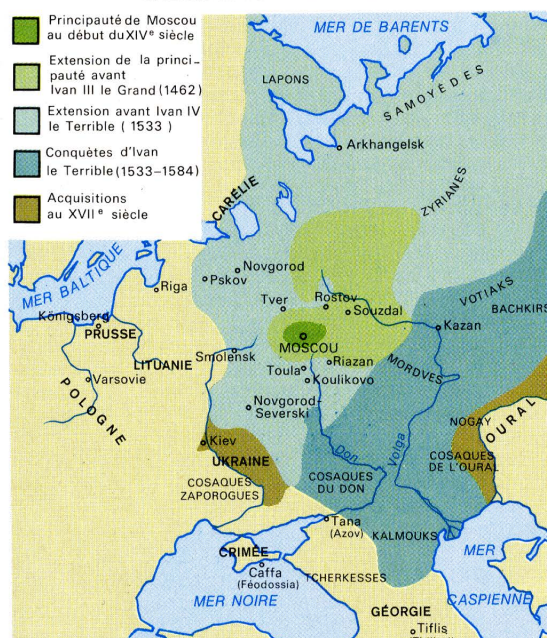 Principauté de Moscou
au début du XIVe siècle
Extension de la princi-
pauté avant
Ivan III le Grand (1462)
Extension avant Ivan IV
le Terrible ( 1533 )
Conquêtes d'Ivan
le Terrible (1533-1584)
Acquisitions
au XVIIe siècle
MER DE BARENTS
LAPONS
SAMOYÈDES
Arkhangelsk
ZYRIANES
CARÉLIE
MER BALTIQUE
Novgorod
Pskov
Riga
Tver
Rostov
Souzdal
VOTIAKS
BACHKIRS
Kazan
Königsberg
PRUSSE
MOSCOU
LITUANIE
Smolensk
Riazan
MORDVES
Toula
Koulikovo
Varsovie
POLOGNE
Novgorod-
Severski
NOGAY
OURAL
Kiev
UKRAINE
Don
Volga
COSAQUES
DE L'OURAL
COSAQUES
ZAPOROGUES
COSAQUES
DU DON
Tana
(Azov)
KALMOUKS
MER
CASPIENNE
CRIMÉE
Caffa
(Féodossia)
TCHERKESSES
MER NOIRE
GÉORGIE
Tiflis